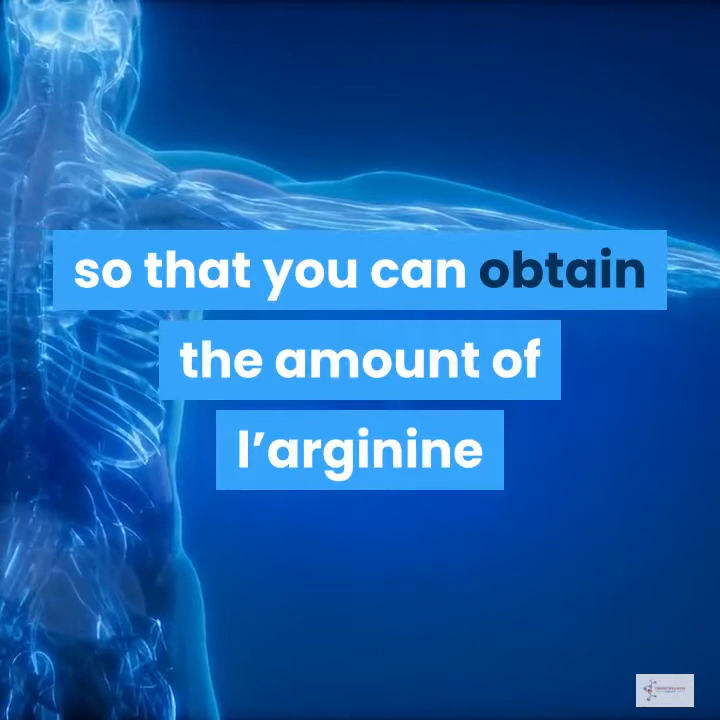 so that you can obtain
the amount of
l’arginine